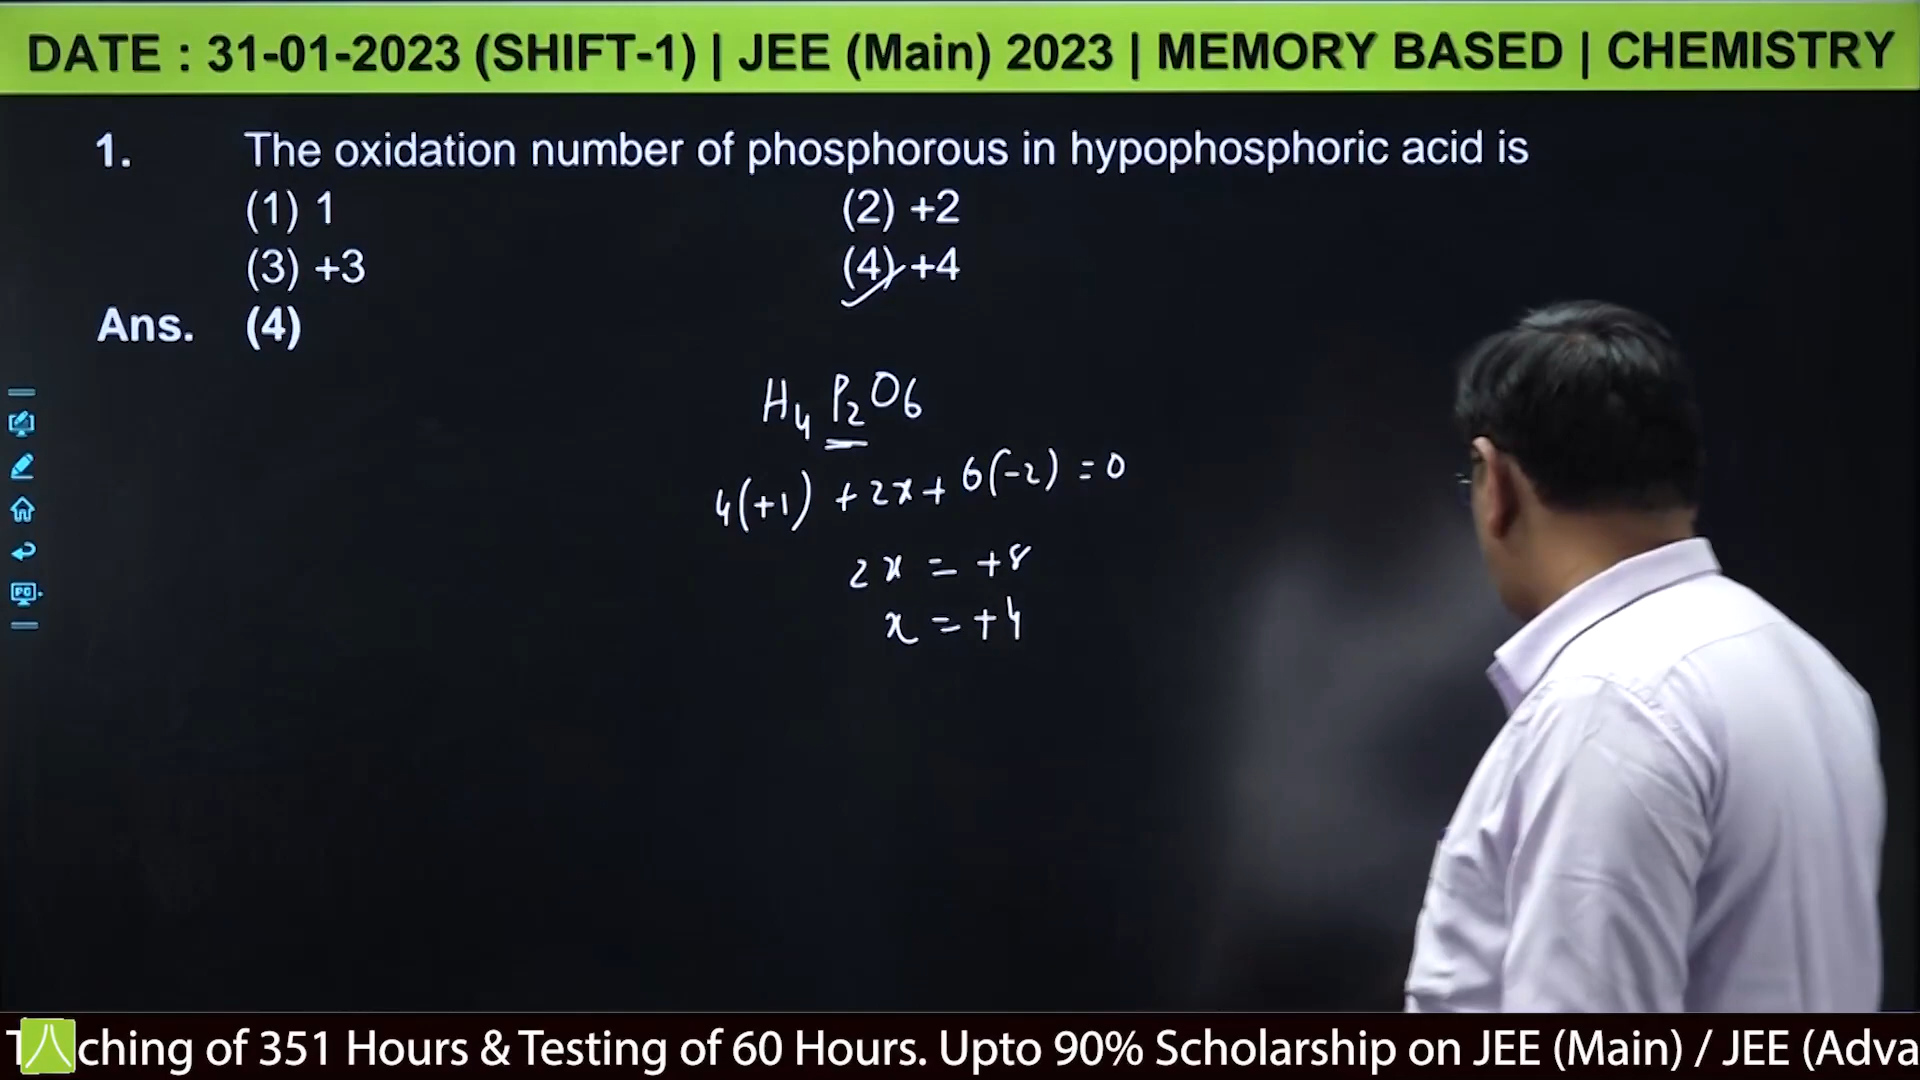 DATE : 31-01-2023 (SHIFT-1) | JEE (Main) 2023 | MEMORY BASED | CHEMISTRY
1. The oxidation number of phosphorous in hypophosphoric acid is
(1) 1 (2) +2
(3) +3 (4) +4
Ans. (4)
H4 P2 O6
4(+1) + 2x + 6(-2) = 0
2x = +8
x = +4
PG
ching of 351 Hours & Testing of 60 Hours. Upto 90% Scholarship on JEE (Main) / JEE (Adva